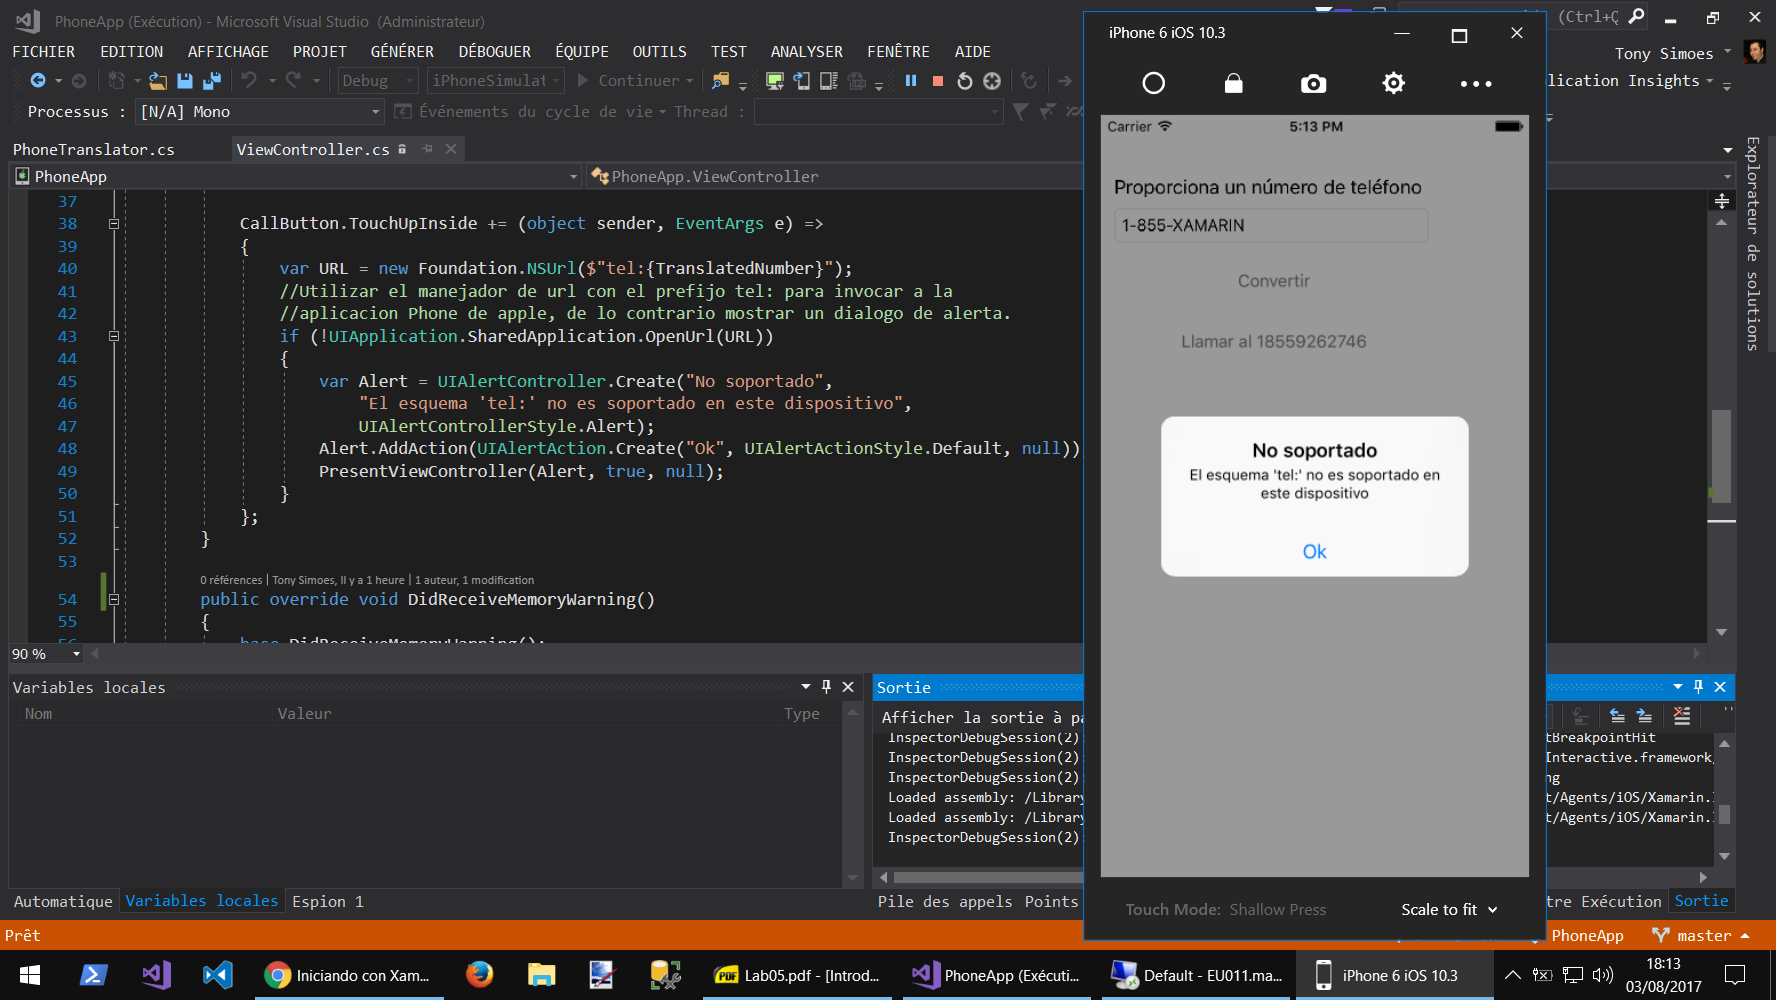 PhoneApp (Exécution) - Microsoft Visual Studio (Administrateur)
(Ctrl+Q
FICHIER EDITION AFFICHAGE PROJET GÉNÉRER DÉBOGUER ÉQUIPE OUTILS TEST ANALYSER FENÊTRE AIDE
Tony Simoes
Debug iPhoneSimulat Continuer
lication Insights
Processus : [N/A] Mono Événements du cycle de vie Thread :
PhoneTranslator.cs ViewController.cs
PhoneApp PhoneApp.ViewController
37
38 CallButton.TouchUpInside += (object sender, EventArgs e) =>
39 {
40 var URL = new Foundation.NSUrl($"tel:{TranslatedNumber}");
41 //Utilizar el manejador de url con el prefijo tel: para invocar a la
42 //aplicacion Phone de apple, de lo contrario mostrar un dialogo de alerta.
43 if (!UIApplication.SharedApplication.OpenUrl(URL))
44 {
45 var Alert = UIAlertController.Create("No soportado",
46 "El esquema 'tel:' no es soportado en este dispositivo",
47 UIAlertControllerStyle.Alert);
48 Alert.AddAction(UIAlertAction.Create("Ok", UIAlertActionStyle.Default, null))
49 PresentViewController(Alert, true, null);
50 }
51 };
52 }
53
0 références | Tony Simoes, Il y a 1 heure | 1 auteur, 1 modification
54 public override void DidReceiveMemoryWarning()
55 {
56 base.DidReceiveMemoryWarning();
90 %
Explorateur de solutions
iPhone 6 iOS 10.3
Carrier 5:13 PM
Proporciona un número de teléfono
1-855-XAMARIN
Convertir
Llamar al 18559262746
No soportado
El esquema 'tel:' no es soportado en
este dispositivo
Ok
Touch Mode: Shallow Press Scale to fit
Variables locales
Nom Valeur Type
Automatique Variables locales Espion 1
Sortie
Afficher la sortie à pa
InspectorDebugSession(2): tBreakpointHit
InspectorDebugSession(2): Interactive.framework,
InspectorDebugSession(2): ng
Loaded assembly: /Library t/Agents/iOS/Xamarin.
Loaded assembly: /Library t/Agents/iOS/Xamarin.
InspectorDebugSession(2):
Pile des appels Points tre Exécution Sortie
Prêt PhoneApp master
Iniciando con Xam... Lab05.pdf - [Introd... PhoneApp (Exécuti... Default - EU011.ma... iPhone 6 iOS 10.3
18:13
03/08/2017